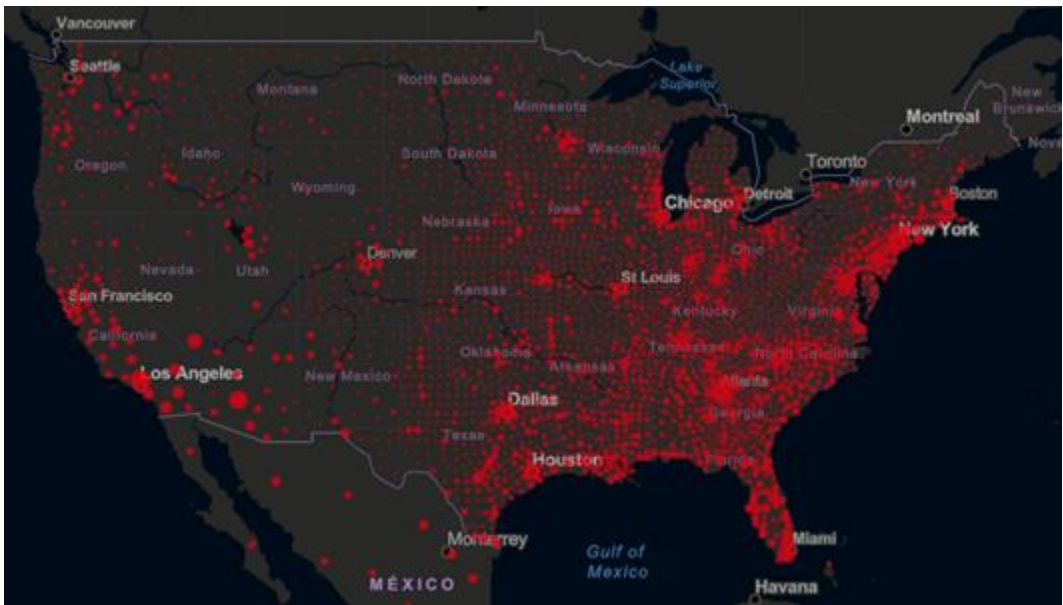 Vancouver
Seattle
Lake
Superior
North Dakota
Montana
Minnesota
New
Brunswick
Montreal
Nova
Oregon
Idaho
South Dakota
Wisconsin
Toronto
Wyoming
New York
Detroit
Boston
Chicago
Nebraska
Iowa
New York
Ohio
Denver
Nevada
Utah
St Louis
San Francisco
Kansas
Kentucky
Virginia
California
Oklahoma
Tennessee
North Carolina
Los Angeles
New Mexico
Arkansas
Atlanta
Dallas
Georgia
Texas
Houston
Florida
Monterrey
Miami
Gulf of
Mexico
MÉXICO
Havana